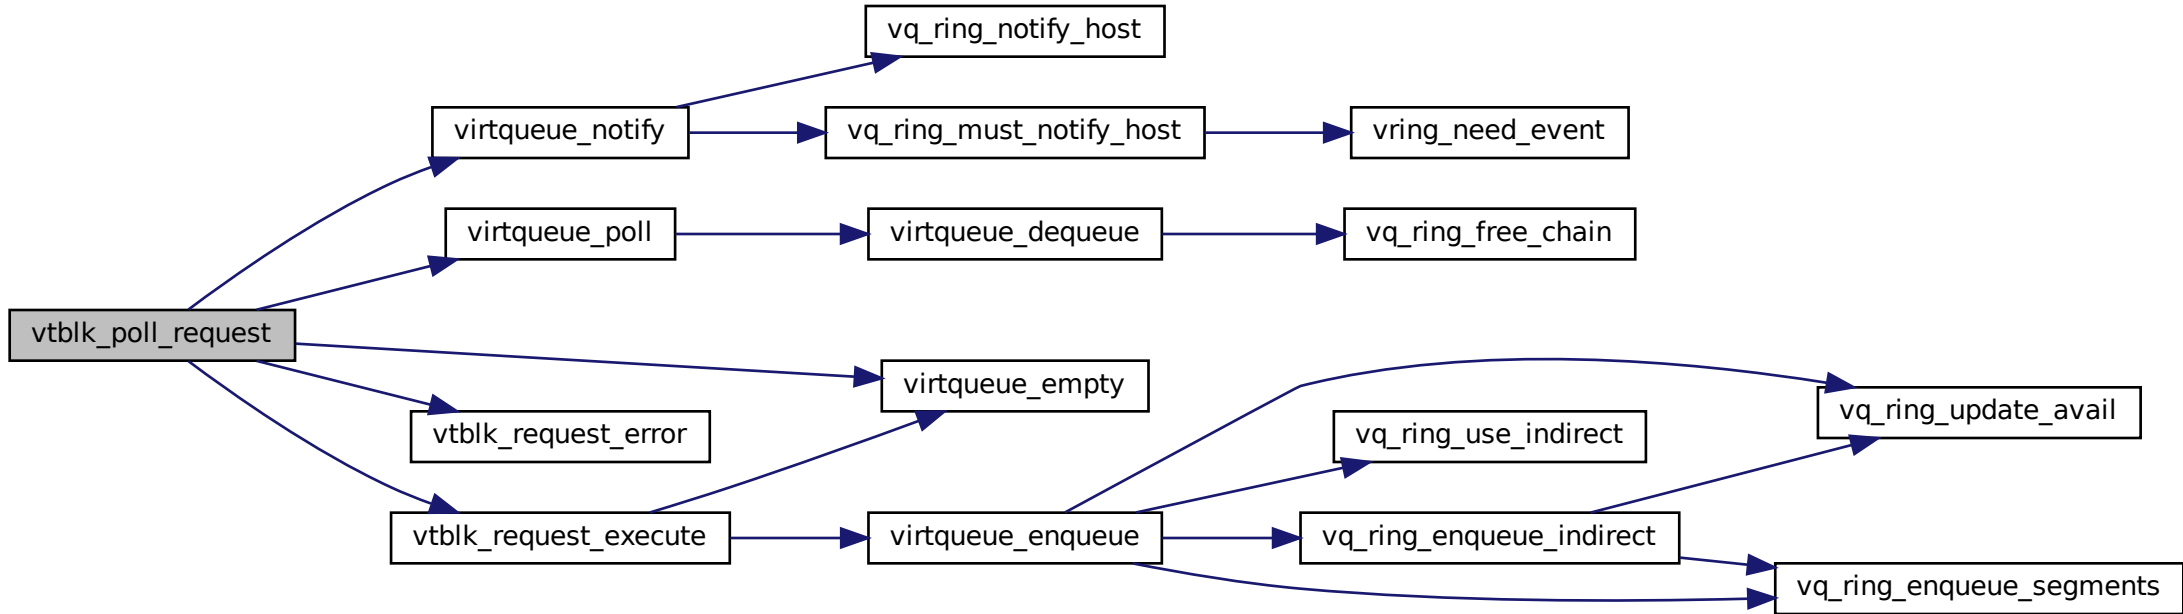 vq_ring_notify_host
virtqueue_notify
vq_ring_must_notify_host
vring_need_event
virtqueue_poll
virtqueue_dequeue
vq_ring_free_chain
vtblk_poll_request
virtqueue_empty
vq_ring_update_avail
vtblk_request_error
vq_ring_use_indirect
vtblk_request_execute
virtqueue_enqueue
vq_ring_enqueue_indirect
vq_ring_enqueue_segments